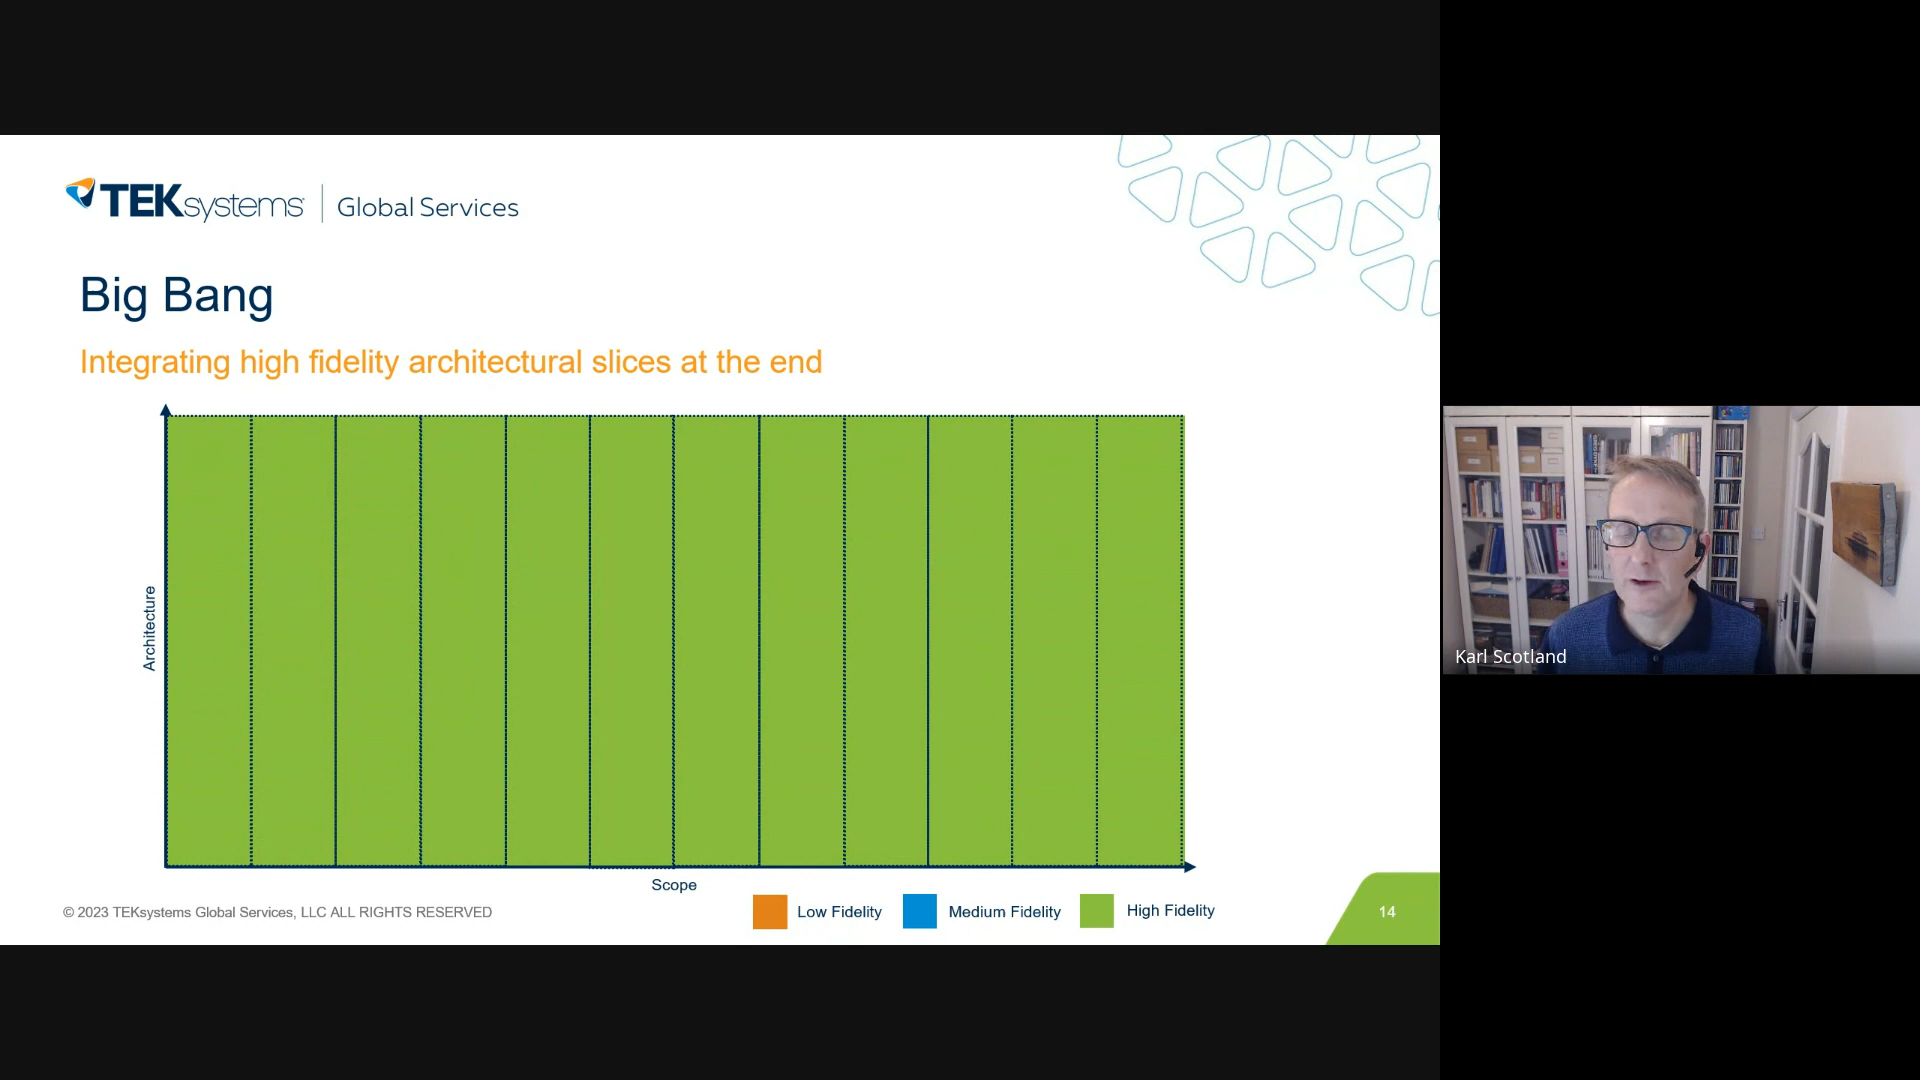 TEKsystems | Global Services
Big Bang
Integrating high fidelity architectural slices at the end
Architecture
Scope
Low Fidelity
Medium Fidelity
High Fidelity
© 2023 TEKsystems Global Services, LLC ALL RIGHTS RESERVED
14
Karl Scotland